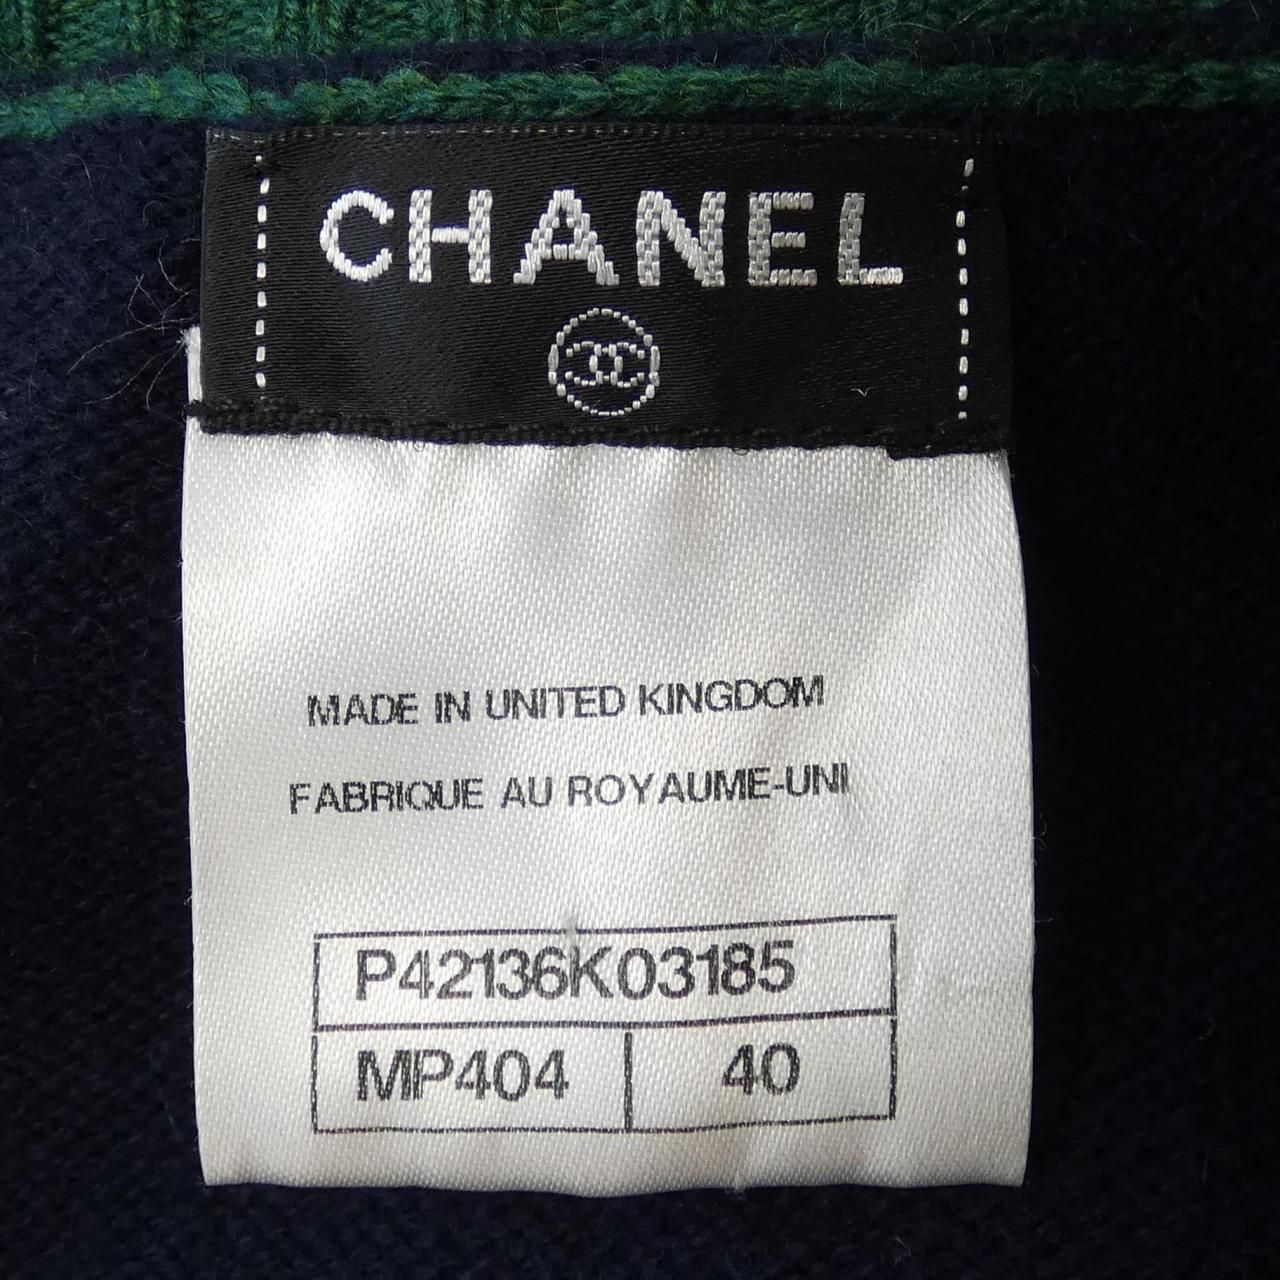 CHANEL
MADE IN UNITED KINGDOM
FABRIQUE AU ROYAUME-UNI
P42136K03185
MP404 40